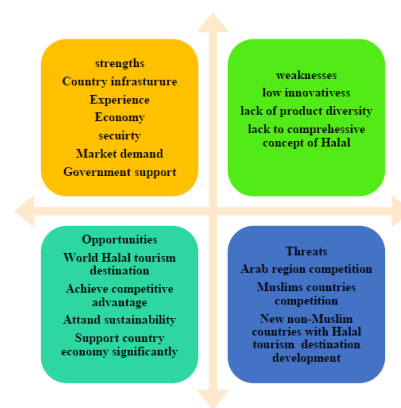 strengths
Country infrasturure
Experience
Economy
secuirty
Market demand
Government support
weaknesses
low innovativess
lack of product diversity
lack to comprehessive
concept of Halal
Opportunities
World Halal tourism
destination
Achieve competitive
advantage
Attand sustainability
Support country
economy significantly
Threats
Arab region competition
Muslims countries
competition
New non-Muslim
countries with Halal
tourism destination
development